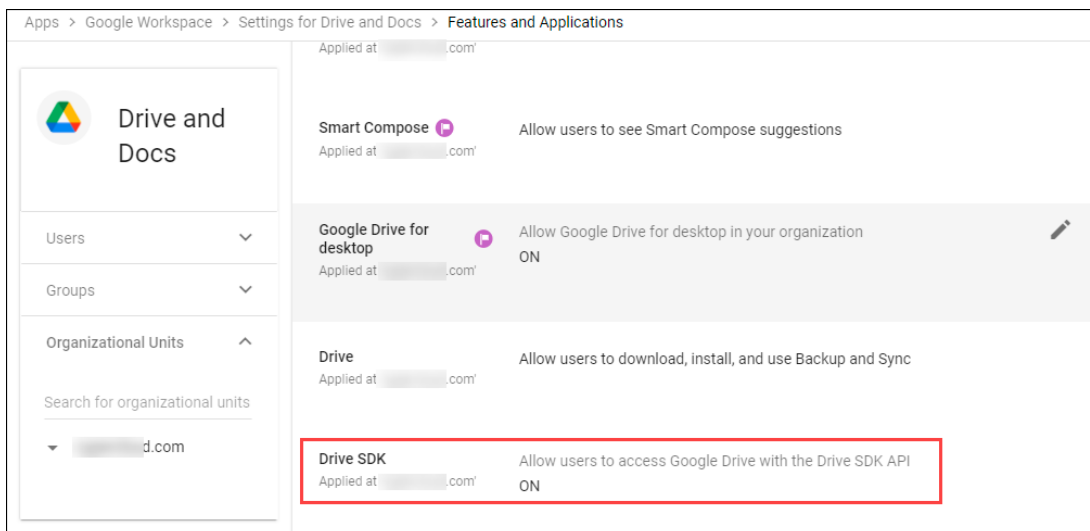 Apps > Google Workspace > Settings for Drive and Docs > Features and Applications
Applied at .com'
Drive and
Docs
Users
Groups
Organizational Units
Search for organizational units
d.com
Smart Compose
Allow users to see Smart Compose suggestions
Applied at .com'
Google Drive for
desktop
Allow Google Drive for desktop in your organization
ON
Applied at .com'
Drive
Allow users to download, install, and use Backup and Sync
Applied at .com'
Drive SDK
Allow users to access Google Drive with the Drive SDK API
Applied at .com'
ON